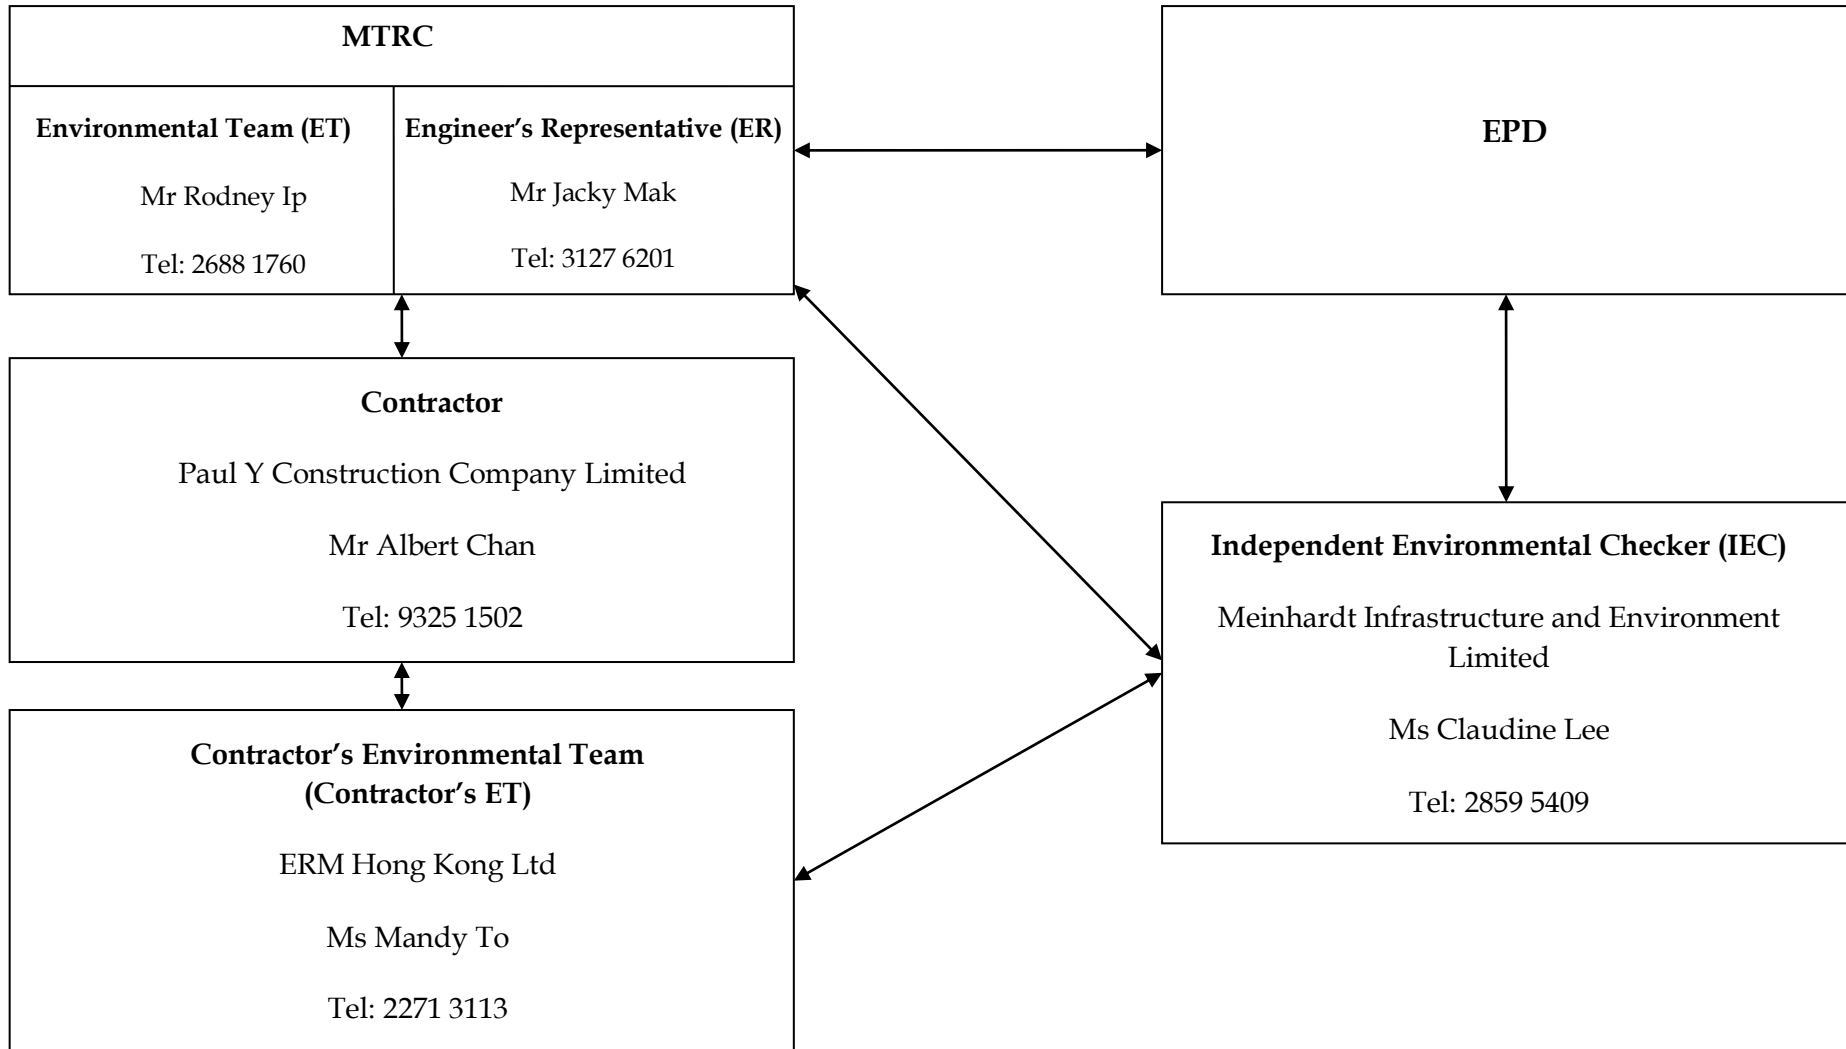 MTRC
Environmental Team (ET)
Mr Rodney Ip
Tel: 2688 1760
Engineer’s Representative (ER)
Mr Jacky Mak
Tel: 3127 6201
EPD
Contractor
Paul Y Construction Company Limited
Mr Albert Chan
Tel: 9325 1502
Independent Environmental Checker (IEC)
Meinhardt Infrastructure and Environment
Limited
Ms Claudine Lee
Tel: 2859 5409
Contractor’s Environmental Team
(Contractor’s ET)
ERM Hong Kong Ltd
Ms Mandy To
Tel: 2271 3113